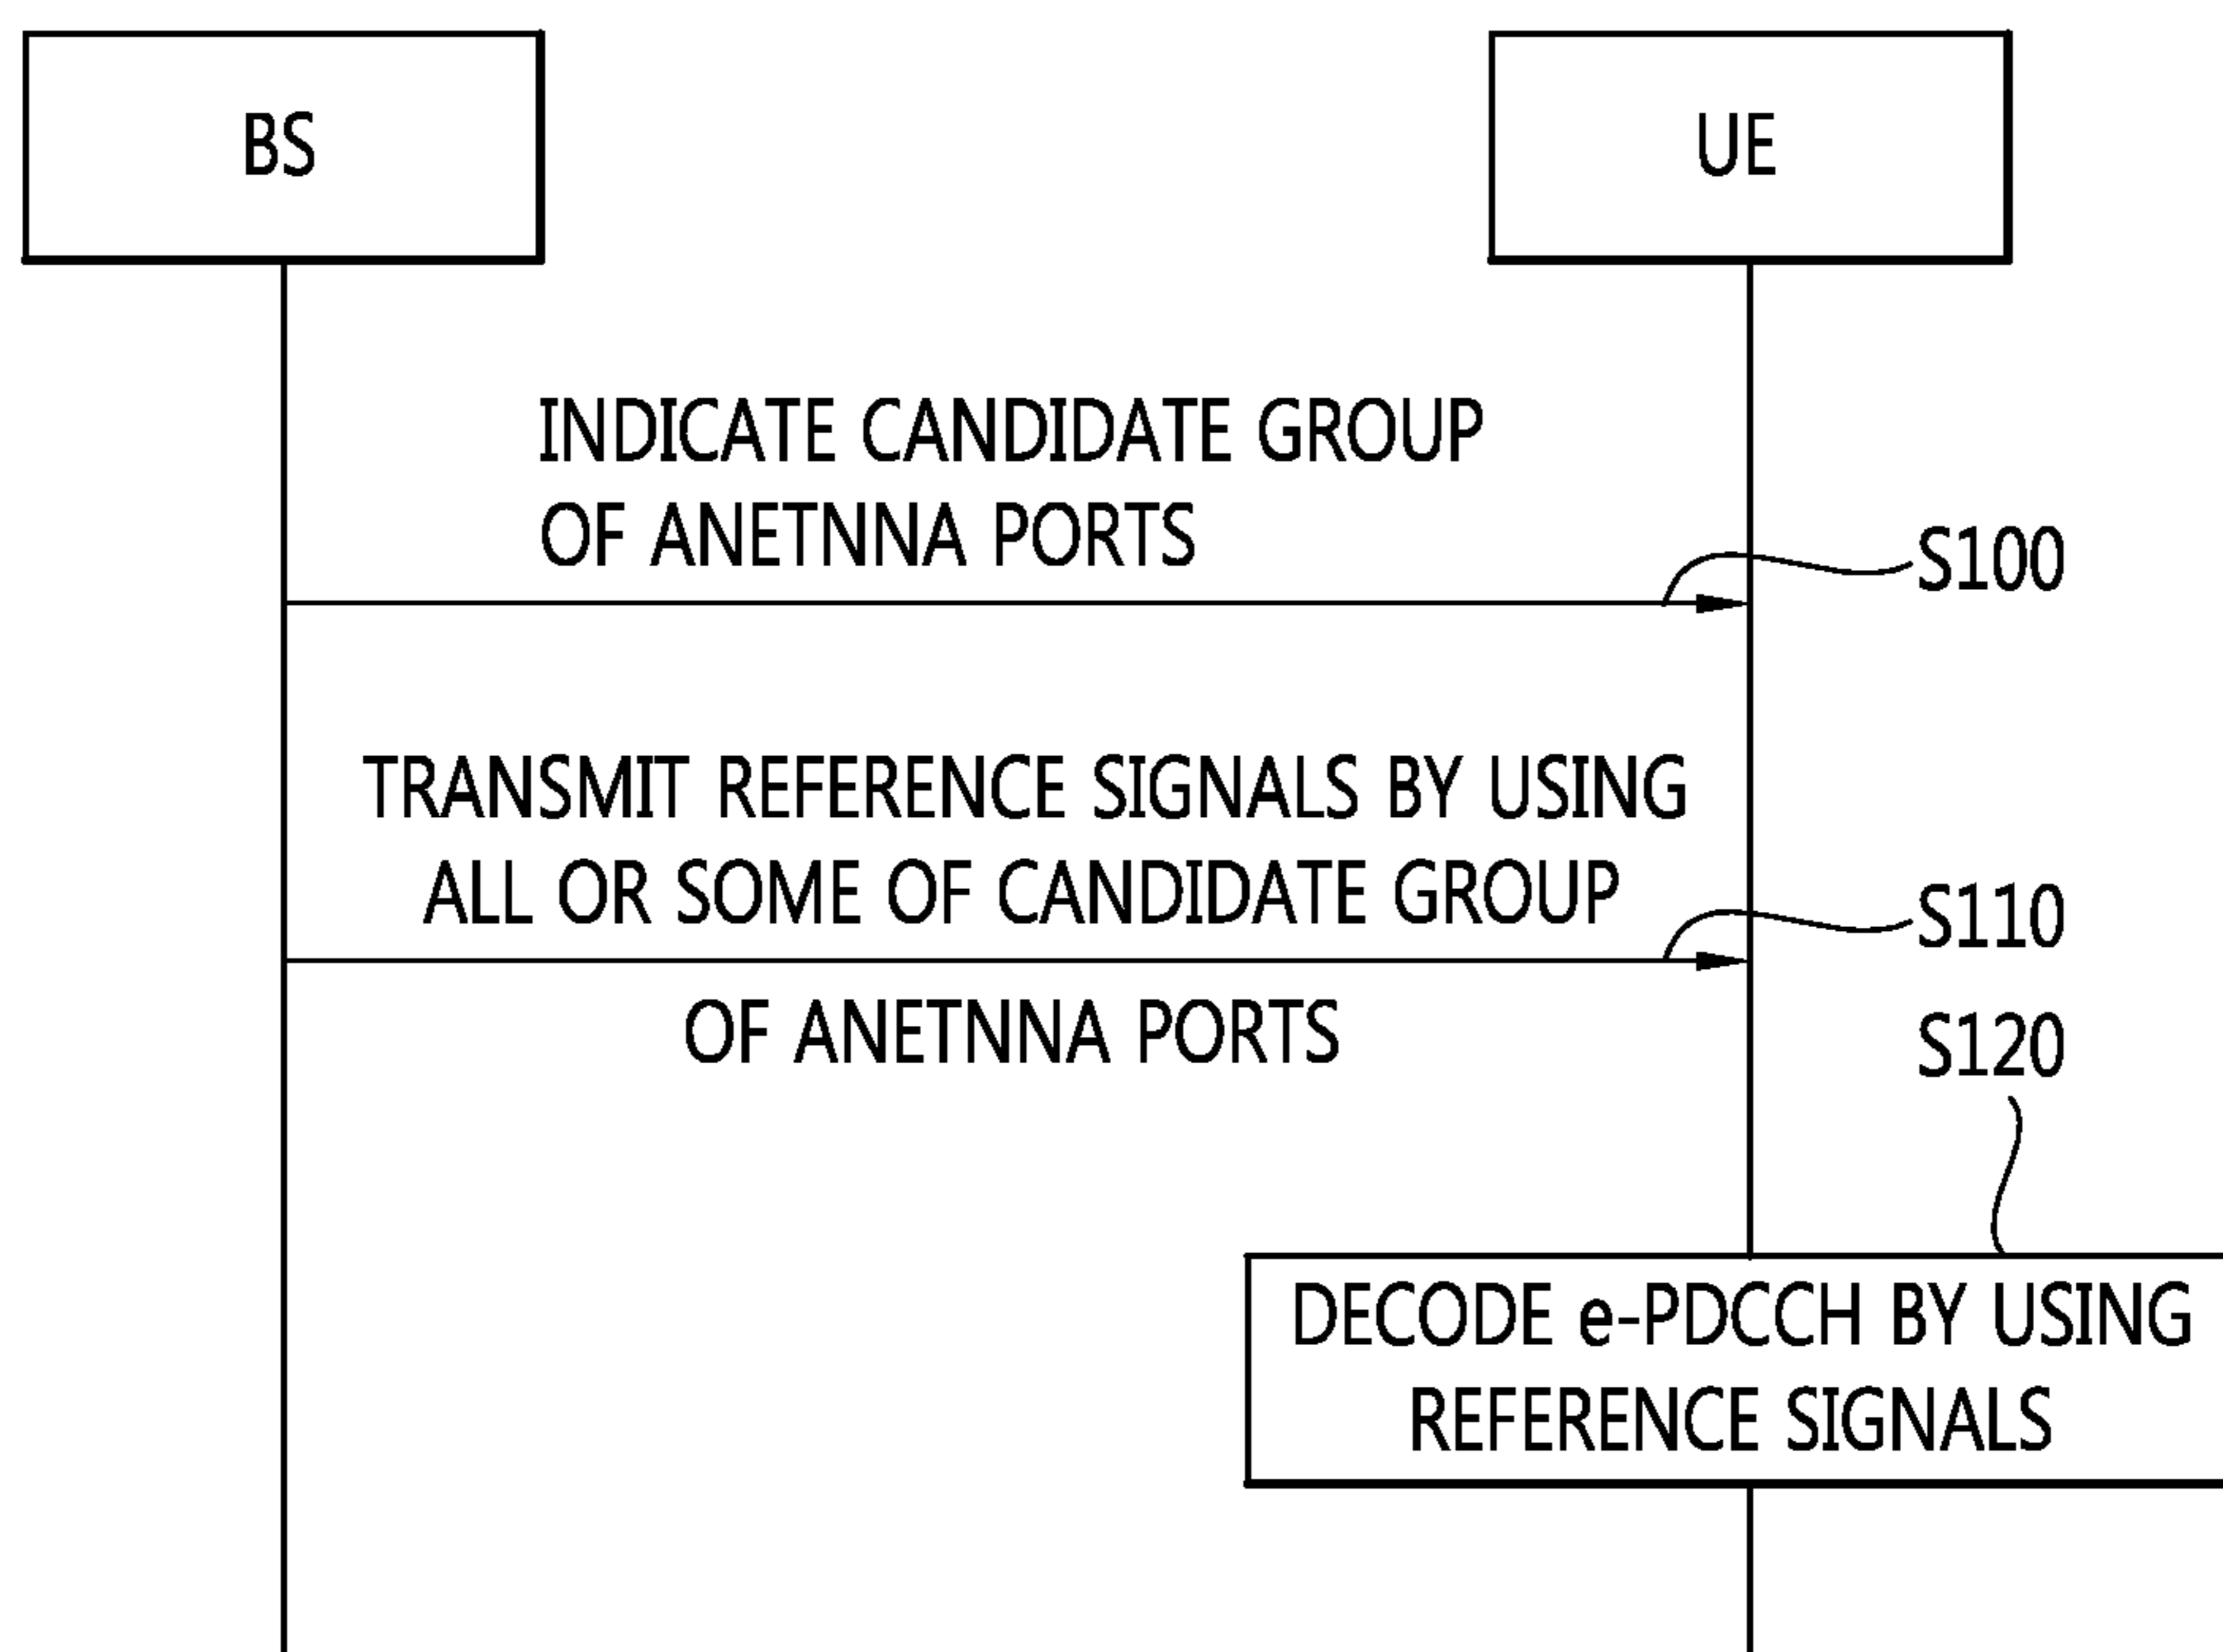 BS
UE
INDICATE CANDIDATE GROUP
OF ANETNNA PORTS
S100
TRANSMIT REFERENCE SIGNALS BY USING
ALL OR SOME OF CANDIDATE GROUP
S110
OF ANETNNA PORTS
S120
DECODE e-PDCCH BY USING
REFERENCE SIGNALS